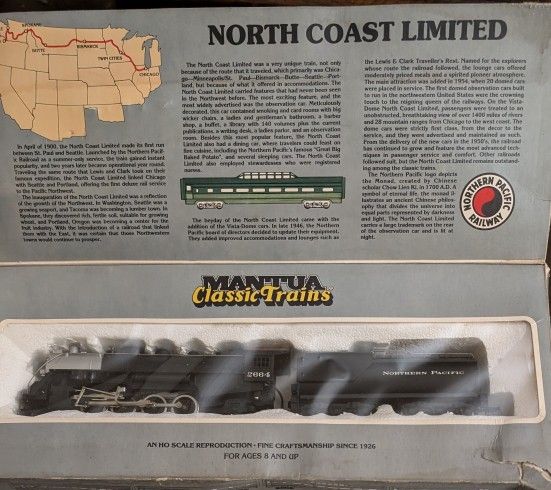 NORTH COAST LIMITED
SPOKANE
BUTTE
BISMARCK
TWIN CITIES
CHICAGO
In April of 1900, the North Coast Limited made its first run
between St. Paul and Seattle. Launched by the Northern Pacif-
ic Railroad as a summer-only service, the train gained instant
popularity, and two years later became operational year round.
Traveling the same route that Lewis and Clark took on their
famous expedition, the North Coast Limited linked Chicago
with Seattle and Portland, offering the first deluxe rail service
to the Pacific Northwest.
The inauguration of the North Coast Limited was a reflection
of the growth of the Northwest. In Washington, Seattle was a
growing seaport, and Tacoma was becoming a lumber town. In
Spokane, they discovered rich, fertile soil, suitable for growing
wheat, and Portland, Oregon was becoming a center for the
fruit industry. With the introduction of a railroad that linked
them with the East, it was certain that these Northwestern
Towns would continue to prosper.
The North Coast Limited was a very unique train, not only
because of the route that it traveled, which primarily was Chica-
go—Minneapolis/St. Paul—Bismarck—Butte—Seattle—Port-
land, but because of what it offered in accommodations. The
North Coast Limited carried features that had never been seen
in the Northwest before. The most exciting feature, and the
most widely advertised was the observation car. Meticulously
decorated, this car contained smoking and card rooms with big
wicker chairs, a ladies and gentlemen's bathroom, a barber
shop, a buffet, a library with 140 volumes plus the current
publications, a writing desk, a ladies parlor, and an observation
room. Besides this most popular feature, the North Coast
Limited also had a dining car, where travelers could feast on
fine cuisine, including the Northern Pacific's famous "Great Big
Baked Potato", and several sleeping cars. The North Coast
Limited also employed stewardesses who were registered
nurses.
The heyday of the North Coast Limited came with the
addition of the Vista-Dome cars. In late 1946, the Northern
Pacific's board of directors decided to update their equipment.
They added improved accommodations and lounges such as
the Lewis & Clark Traveller's Rest. Named for the explorers
whose route the railroad followed, the lounge cars offered
moderately priced meals and a spirited pioneer atmosphere.
The main attraction was added in 1954, when 20 domed cars
were placed in service. The first domed observation cars built
to run in the northwestern United States were the crowning
touch to the reigning queen of the railways. On the Vista-
Dome North Coast Limited, passengers were treated to an
unobstructed, breathtaking view of over 1400 miles of rivers
and 28 mountain ranges from Chicago to the west coast. The
dome cars were strictly first class, from the decor to the
service, and they were advertised and maintained as such.
From the delivery of the new cars in the 1950's, the railroad
has continued to grow and feature the most advanced tech-
niques in passenger service and comfort. Other railroads
followed suit, but the North Coast Limited remains outstand-
ing among the classic trains.
The Northern Pacific logo depicts
the Monad, created by Chinese
scholar Chow Lien Ki, in 1700 A.D. A
symbol of eternal life, the monad il-
lustrates an ancient Chinese philoso-
phy that divides the universe into
equal parts represented by darkness
and light. The North Coast Limited
carries a large trademark on the rear
of the observation car and is lit at
night.
NORTHERN PACIFIC
RAILWAY
MANTUA
Classic Trains
2664
NORTHERN PACIFIC
AN HO SCALE REPRODUCTION • FINE CRAFTSMANSHIP SINCE 1926
FOR AGES 8 AND UP